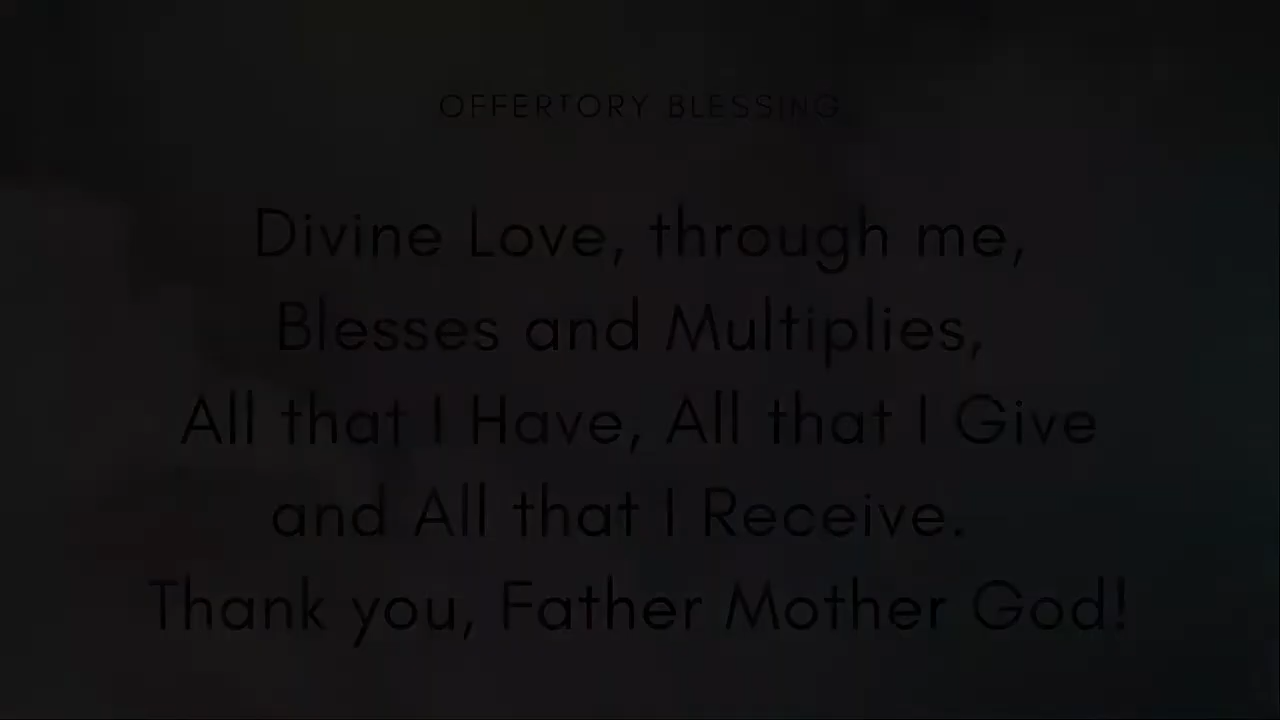 OFFERTORY BLESSING
Divine Love, through me,
Blesses and Multiplies,
All that I Have, All that I Give
and All that I Receive.
Thank you, Father Mother God!